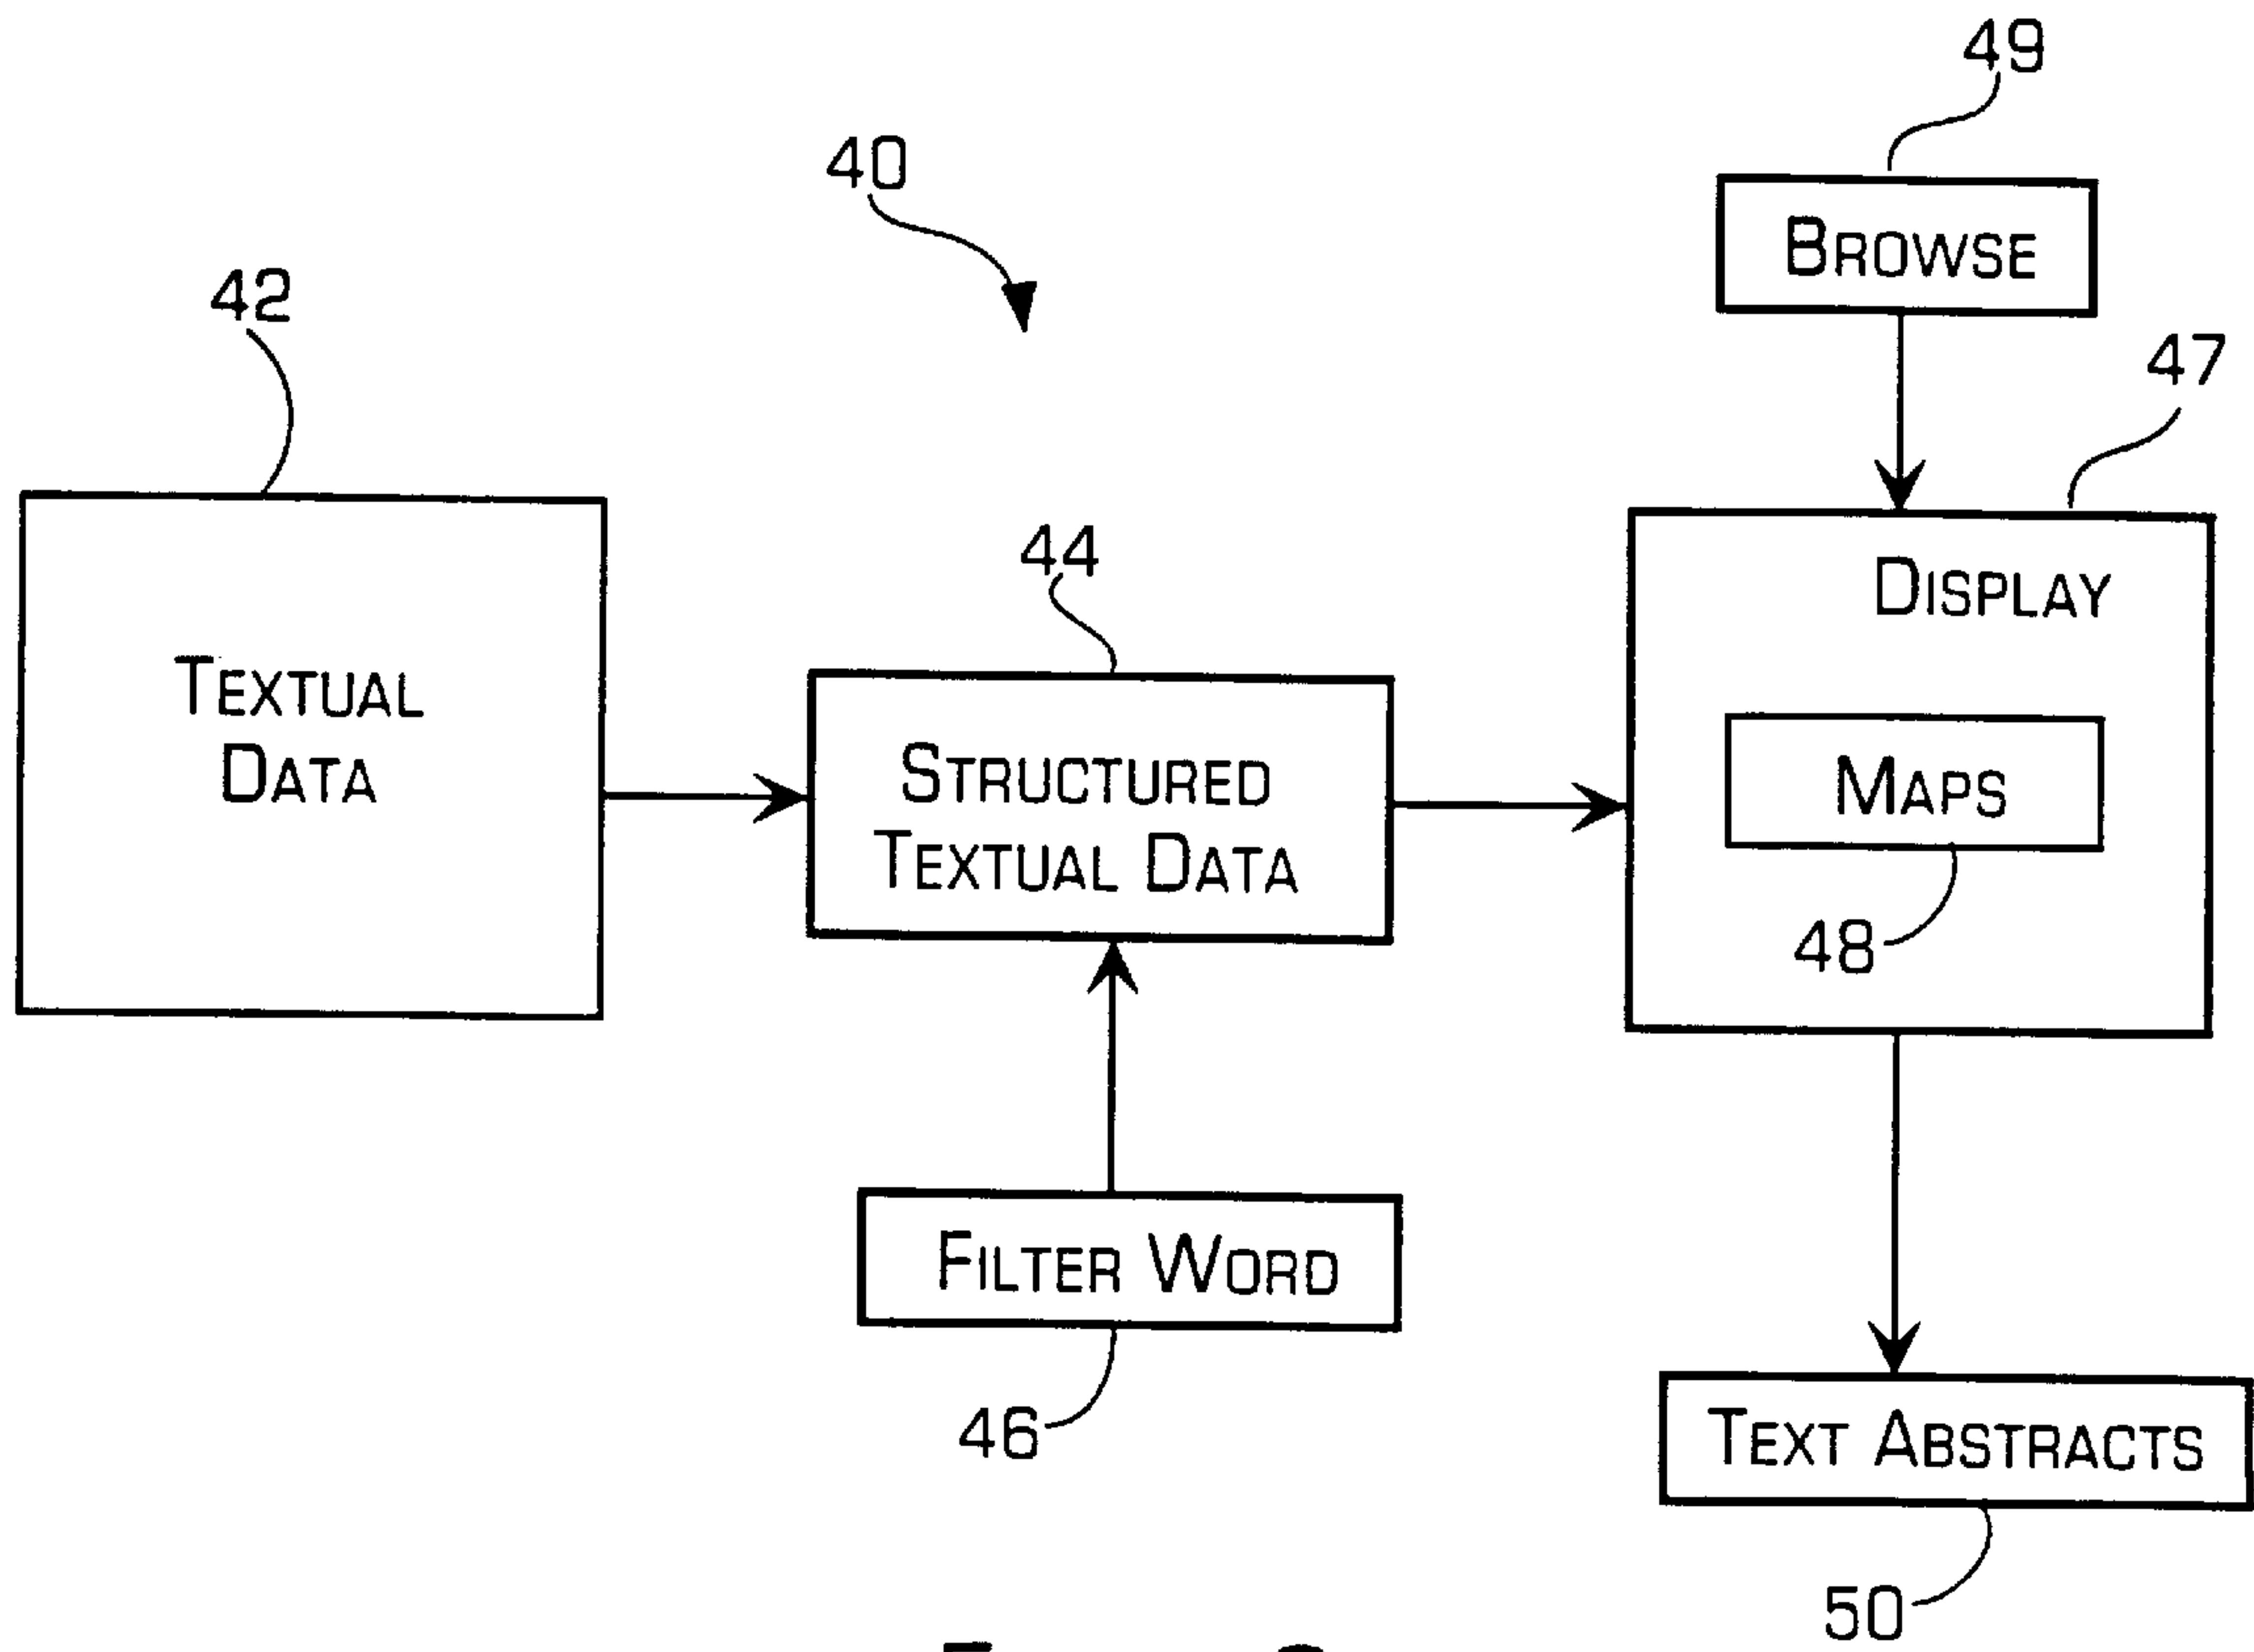 49
40
BROWSE
42
47
44
DISPLAY
TEXTUAL
DATA
STRUCTURED
TEXTUAL DATA
MAPS
48
FILTER WORD
46
TEXT ABSTRACTS
50